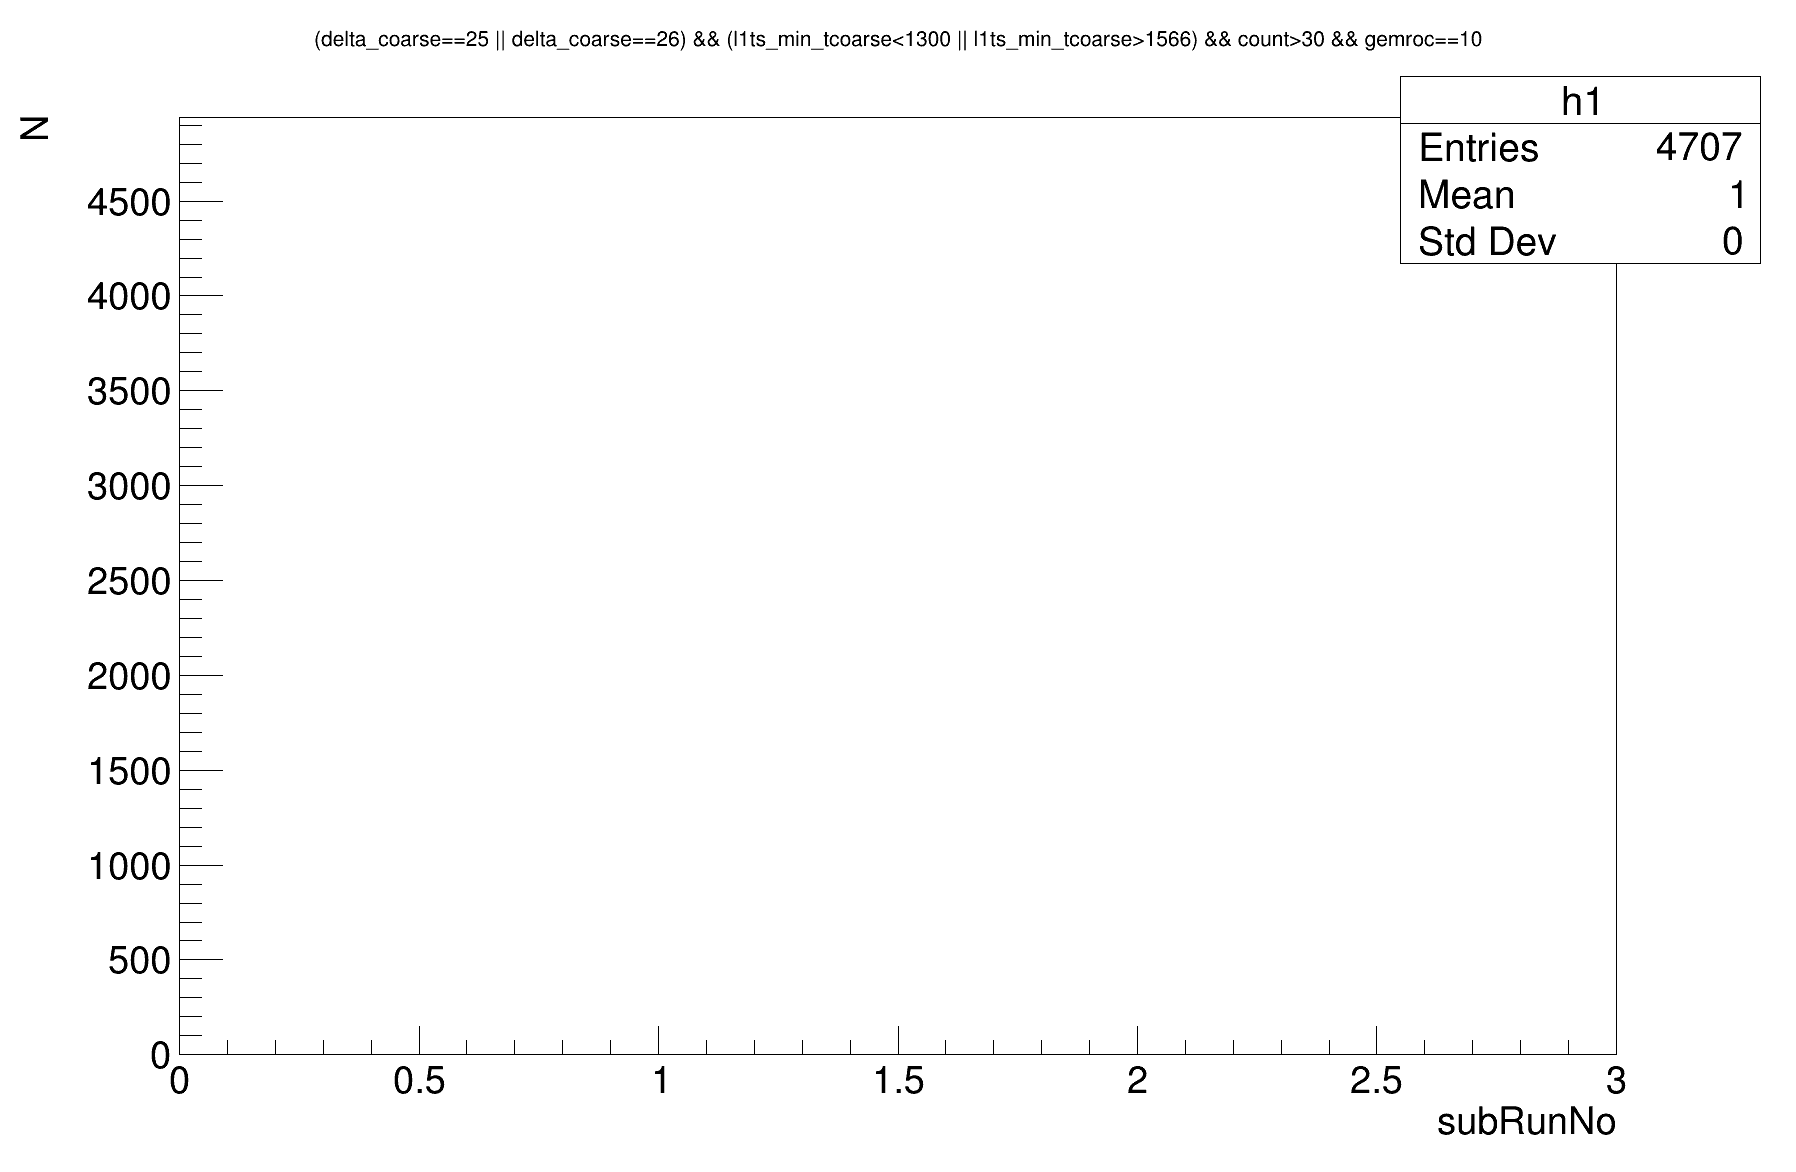 (delta_coarse==25 || delta_coarse==26) && (l1ts_min_tcoarse<1300 || l1ts_min_tcoarse>1566) && count>30 && gemroc==10
h1
Entries 4707
Mean 1
Std Dev 0
N
4500
4000
3500
3000
2500
2000
1500
1000
500
0
0 0.5 1 1.5 2 2.5 3
subRunNo